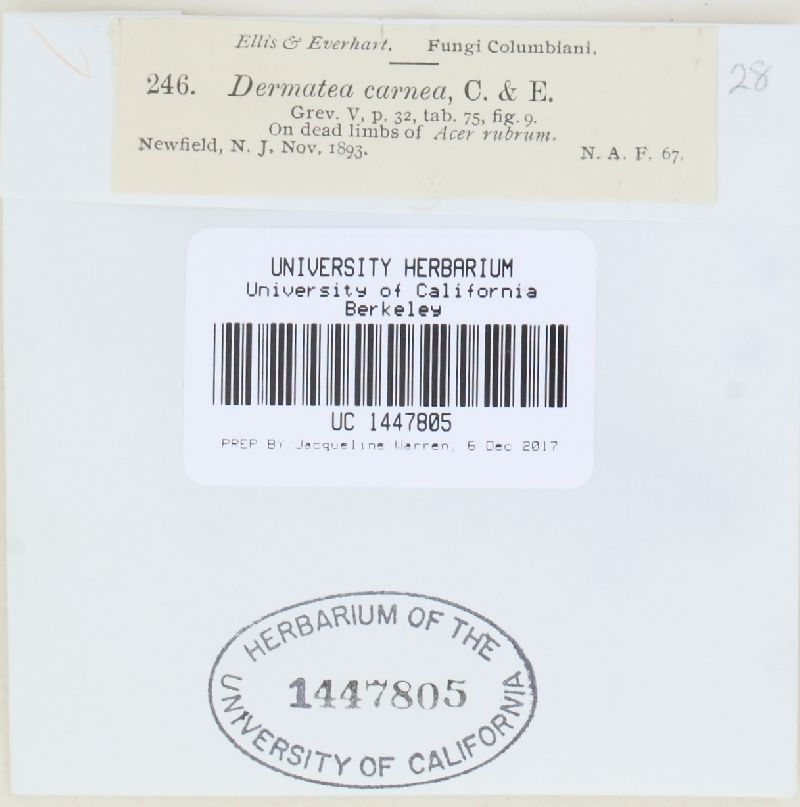 Ellis & Everhart. Fungi Columbiani.
28
246. Dermatea carnea, C. & E.
Grev. V, p. 32, tab. 75, fig. 9.
On dead limbs of Acer rubrum.
Newfield, N. J. Nov. 1893. N. A. F. 67.
UNIVERSITY HERBARIUM
University of California
Berkeley
UC 1447805
PREP BY Jacqueline Warren, 6 Dec 2017
HERBARIUM OF THE
1447805
UNIVERSITY OF CALIFORNIA